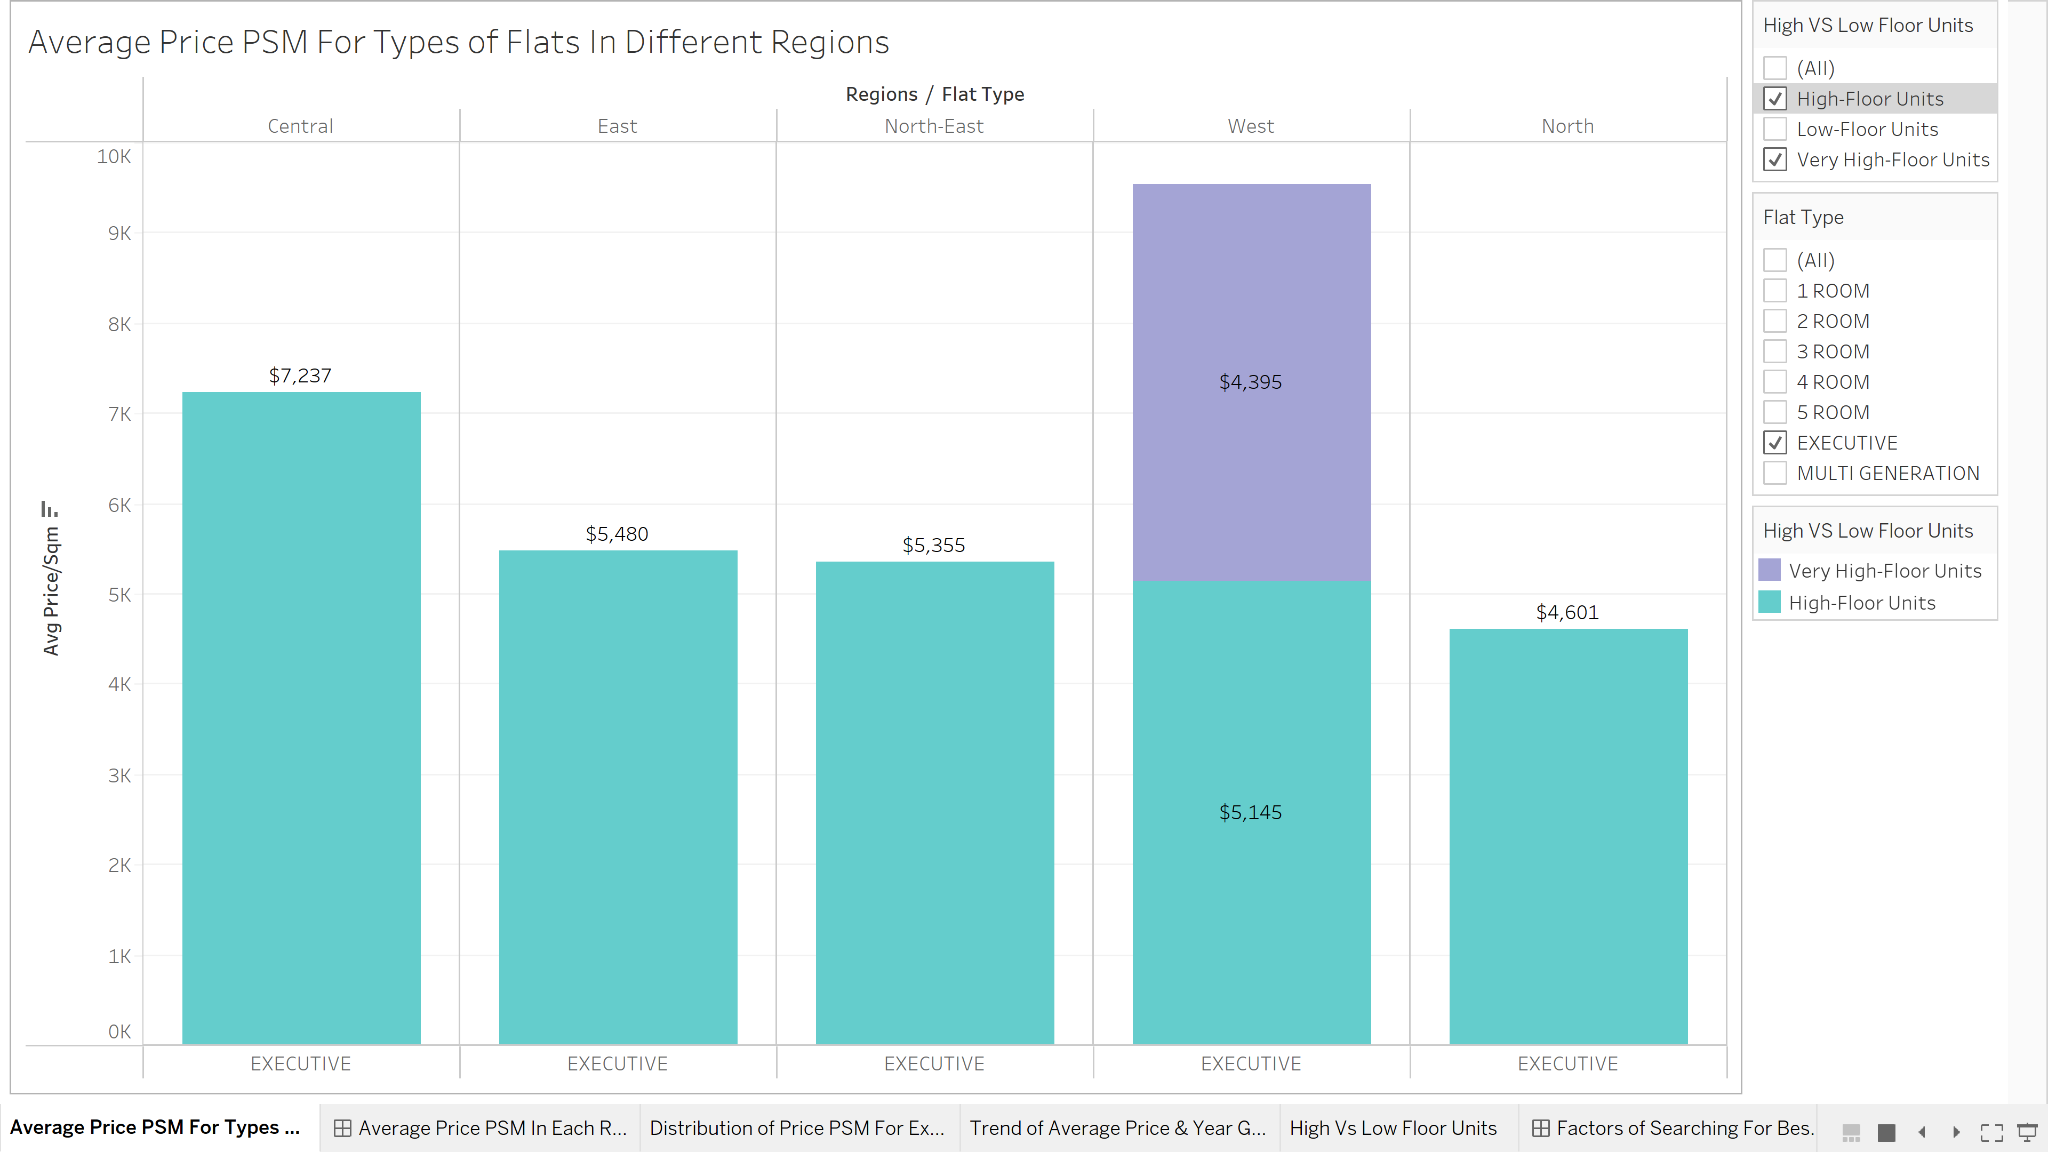 Average Price PSM For Types of Flats In Different Regions
Regions / Flat Type
Central East North-East West North
10K
9K
8K
7K
6K
5K
4K
3K
2K
1K
0K
Avg Price/Sqm
$7,237
$5,480
$5,355
$4,395
$5,145
$4,601
EXECUTIVE EXECUTIVE EXECUTIVE EXECUTIVE EXECUTIVE
High VS Low Floor Units
(All)
High-Floor Units
Low-Floor Units
Very High-Floor Units
Flat Type
(All)
1 ROOM
2 ROOM
3 ROOM
4 ROOM
5 ROOM
EXECUTIVE
MULTI GENERATION
High VS Low Floor Units
Very High-Floor Units
High-Floor Units
Average Price PSM For Types ... Average Price PSM In Each R... Distribution of Price PSM For Ex... Trend of Average Price & Year G... High Vs Low Floor Units Factors of Searching For Bes.